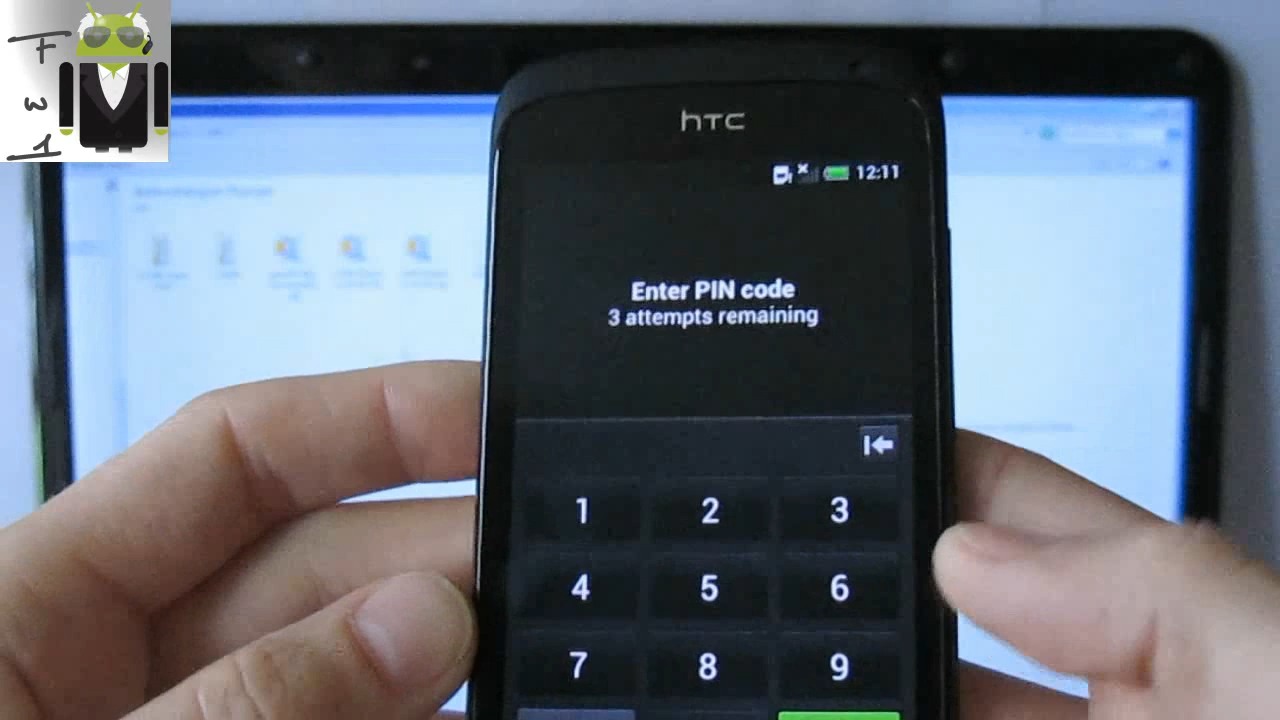 F
W
1
hTC
12:11
Enter PIN code
3 attempts remaining
1 2 3
4 5 6
7 8 9